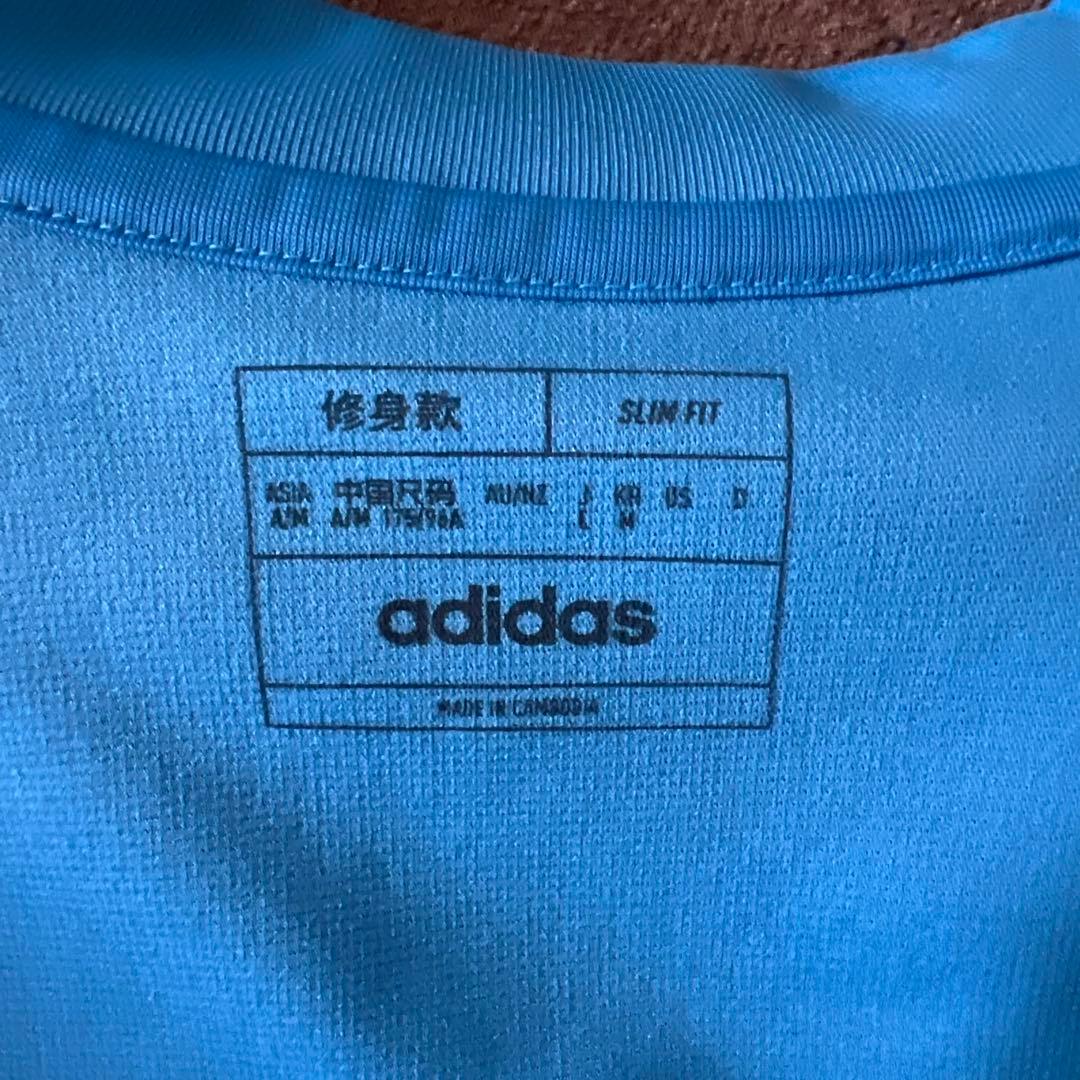 修身款 SLIM FIT
ASIA 中国尺码 AU/NZ J KR US D
A/M A/M 175/96A L M
adidas
MADE IN CAMBODIA